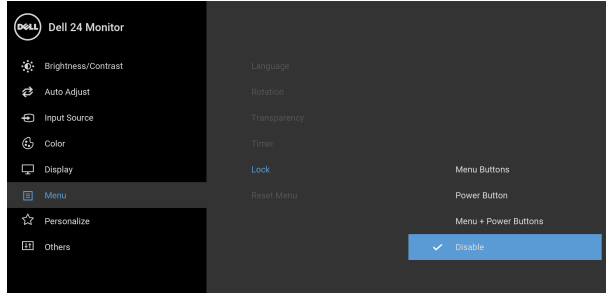 DELL Dell 24 Monitor
Brightness/Contrast
Auto Adjust
Input Source
Color
Display
Menu
Personalize
Others
Language
Rotation
Transparency
Timer
Lock
Reset Menu
Menu Buttons
Power Button
Menu + Power Buttons
Disable